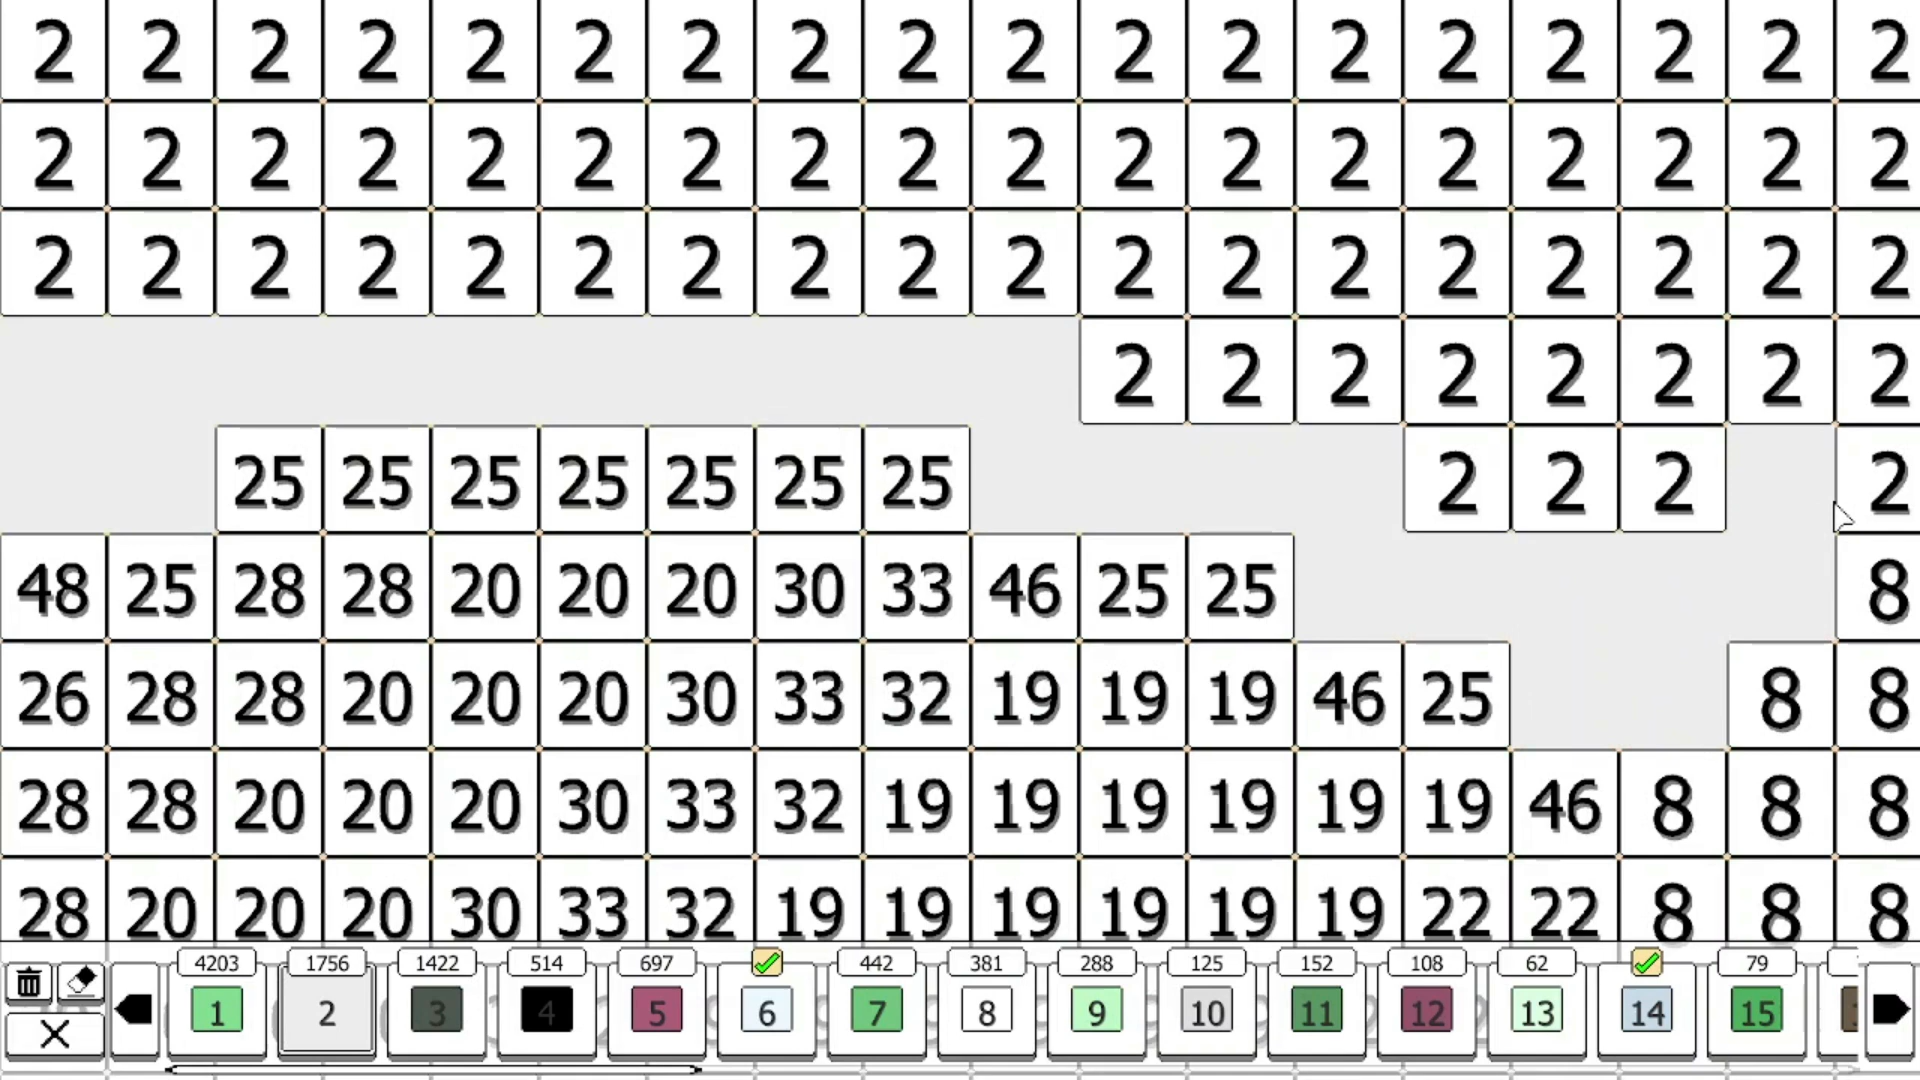 2 2 2 2 2 2 2 2 2 2 2 2 2 2 2 2 2 2
2 2 2 2 2 2 2 2 2 2 2 2 2 2 2 2 2 2
2 2 2 2 2 2 2 2 2 2 2 2 2 2 2 2 2 2
2 2 2 2 2 2 2 2
25 25 25 25 25 25 25 2 2 2 2
48 25 28 28 20 20 20 30 33 46 25 25 8
26 28 28 20 20 20 30 33 32 19 19 19 46 25 8 8
28 28 20 20 20 30 33 32 19 19 19 19 19 19 46 8 8 8
28 20 20 20 30 33 32 19 19 19 19 19 19 22 22 8 8 8
4203 1756 1422 514 697 442 381 288 125 152 108 62 79
1 2 3 4 5 6 7 8 9 10 11 12 13 14 15